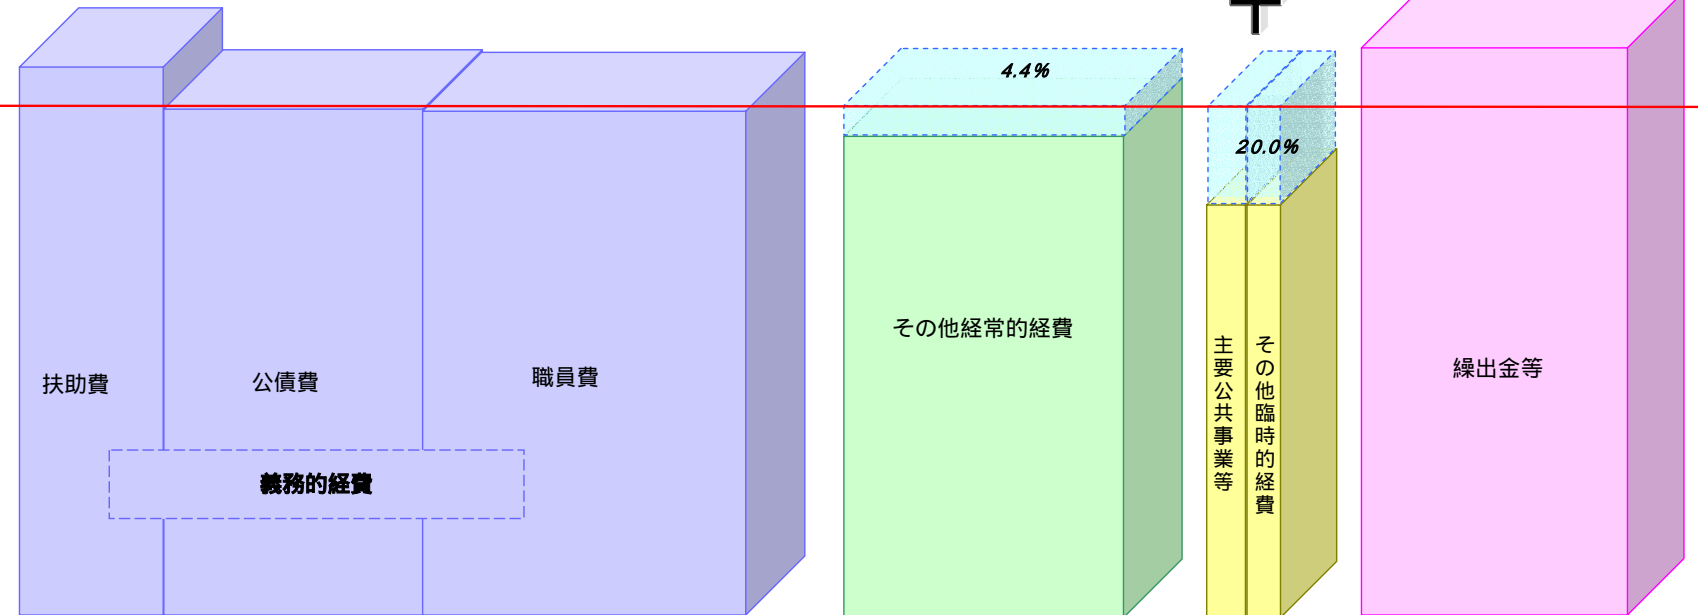 4.4%
20.0%
その他経常的経費
扶助費
公債費
職員費
主要公共事業等
その他臨時的経費
繰出金等
義務的経費